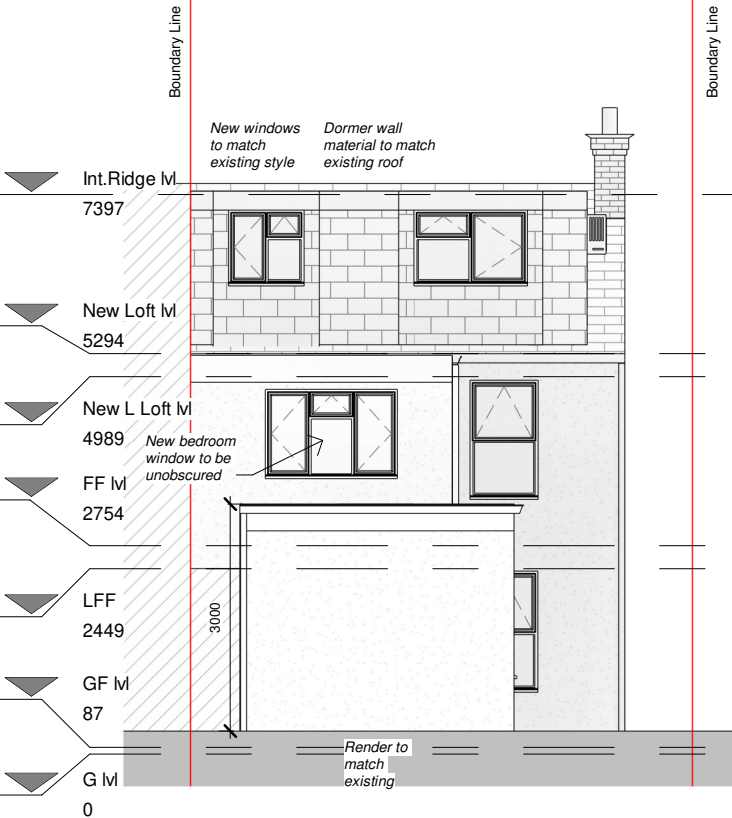 Boundary Line
Boundary Line
New windows
to match
existing style
Dormer wall
material to match
existing roof
Int.Ridge lvl
7397
New Loft lvl
5294
New L Loft lvl
4989
New bedroom
window to be
unobscured
FF lvl
2754
LFF
2449
3000
GF lvl
87
Render to
match
existing
G lvl
0